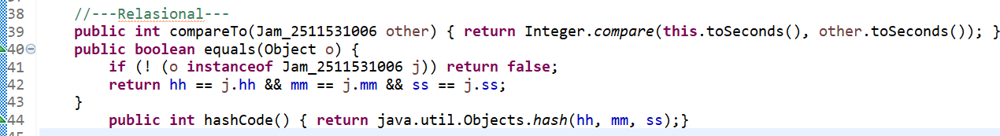 38 //---Relasional---
39 public int compareTo(Jam_2511531006 other) { return Integer.compare(this.toSeconds(), other.toSeconds()); }
40 public boolean equals(Object o) {
41 if (! (o instanceof Jam_2511531006 j)) return false;
42 return hh == j.hh && mm == j.mm && ss == j.ss;
43 }
44 public int hashCode() { return java.util.Objects.hash(hh, mm, ss);}